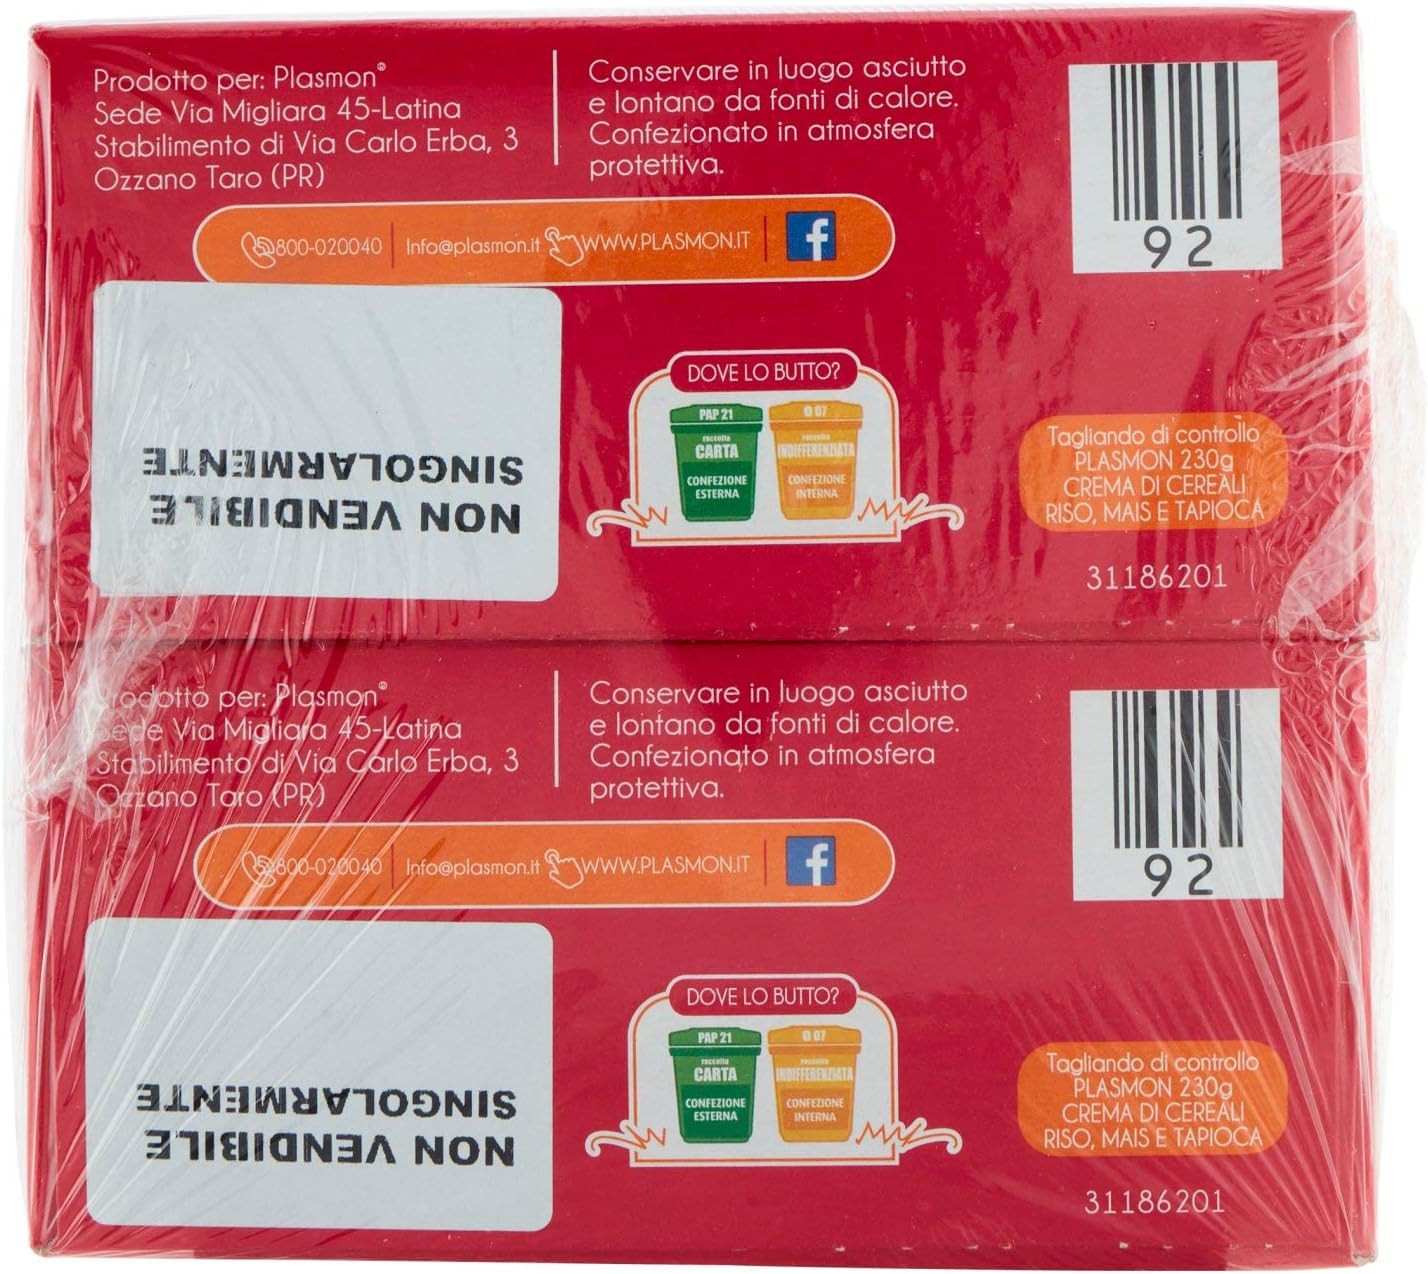 Prodotto per: Plasmon®
Sede Via Migliara 45-Latina
Stabilimento di Via Carlo Erba, 3
Ozzano Taro (PR)
Conservare in luogo asciutto
e lontano da fonti di calore.
Confezionato in atmosfera
protettiva.
92
800-020040
Info@plasmon.it
WWW.PLASMON.IT
f
NON VENDIBILE
SINGOLARMENTE
DOVE LO BUTTO?
PAP 21
raccolta
CARTA
CONFEZIONE
ESTERNA
O 07
raccolta
INDIFFERENZIATA
CONFEZIONE
INTERNA
Tagliando di controllo
PLASMON 230g
CREMA DI CEREALI
RISO, MAIS E TAPIOCA
31186201
Prodotto per: Plasmon®
Sede Via Migliara 45-Latina
Stabilimento di Via Carlo Erba, 3
Ozzano Taro (PR)
Conservare in luogo asciutto
e lontano da fonti di calore.
Confezionato in atmosfera
protettiva.
92
800-020040
Info@plasmon.it
WWW.PLASMON.IT
f
NON VENDIBILE
SINGOLARMENTE
DOVE LO BUTTO?
PAP 21
raccolta
CARTA
CONFEZIONE
ESTERNA
O 07
raccolta
INDIFFERENZIATA
CONFEZIONE
INTERNA
Tagliando di controllo
PLASMON 230g
CREMA DI CEREALI
RISO, MAIS E TAPIOCA
31186201